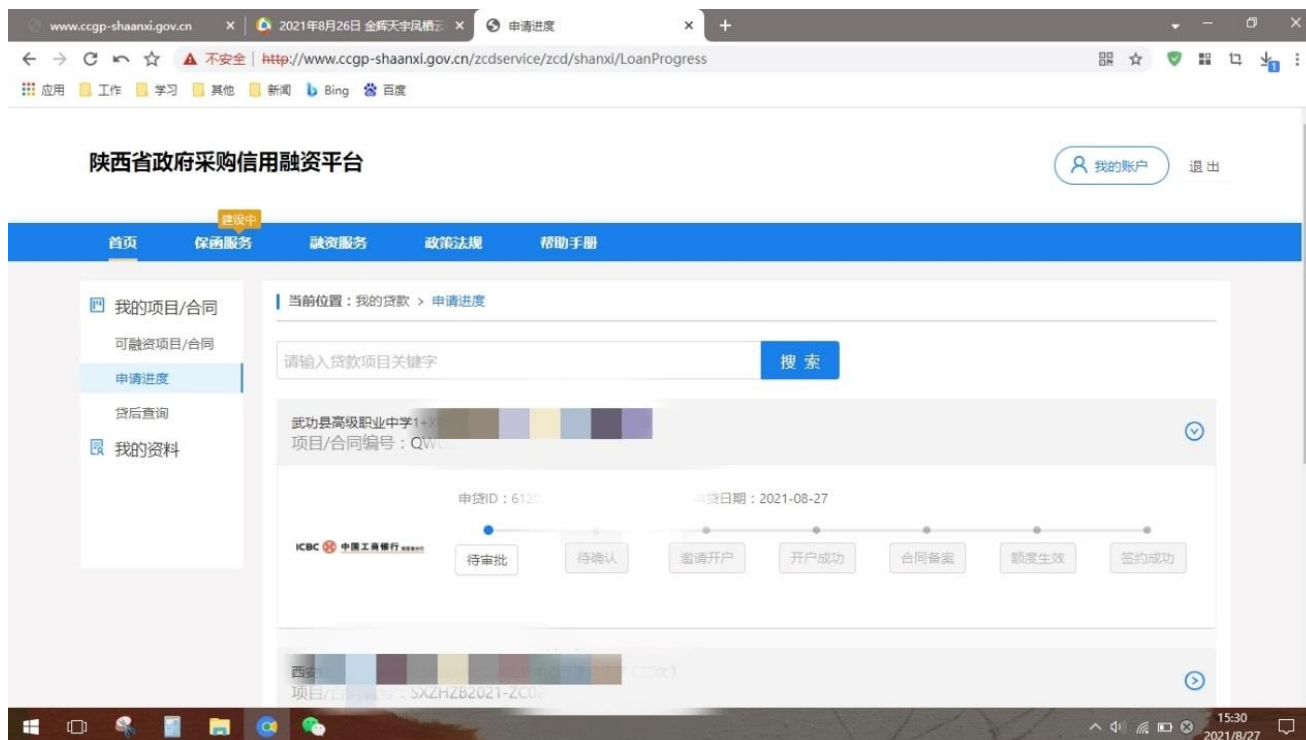 www.ccgp-shaanxi.gov.cn
2021年8月26日 金辉天宇凤栖云
申请进度
不安全 | http://www.ccgp-shaanxi.gov.cn/zcdservice/zcd/shanxi/LoanProgress
应用 工作 学习 其他 新闻 Bing 百度
陕西省政府采购信用融资平台
我的账户 退出
建设中
首页 保函服务 融资服务 政策法规 帮助手册
我的项目/合同
可融资项目/合同
申请进度
贷后查询
我的资料
当前位置：我的贷款 > 申请进度
请输入贷款项目关键字 搜索
武功县高级职业中学1+X
项目/合同编号：QW
申贷ID：612 贷日期：2021-08-27
ICBC 中国工商银行
待审批 待确认 邀请开户 开户成功 合同备案 额度生效 签约成功
西安 （二次）
项目/ ：SXZHZB2021-ZC0
15:30
2021/8/27